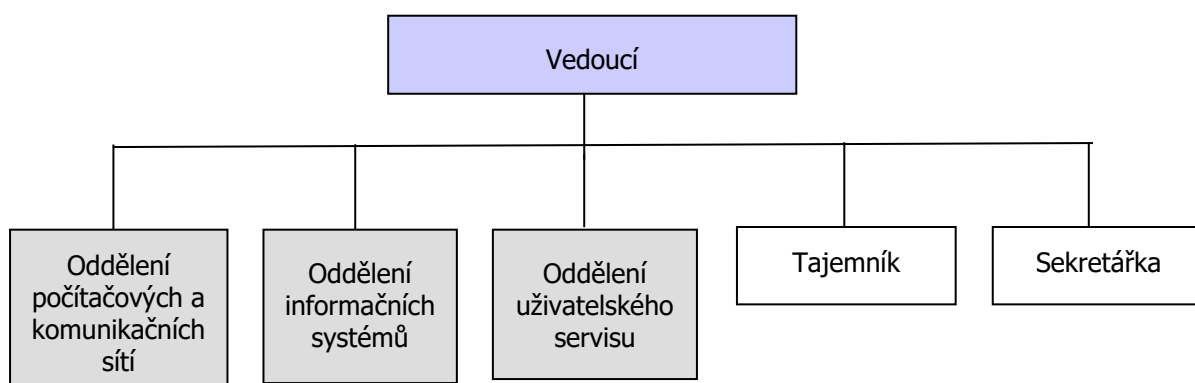 Vedoucí
Oddělení
počítačových a
komunikačních
sítí
Oddělení
informačních
systémů
Oddělení
uživatelského
servisu
Tajemník
Sekretářka